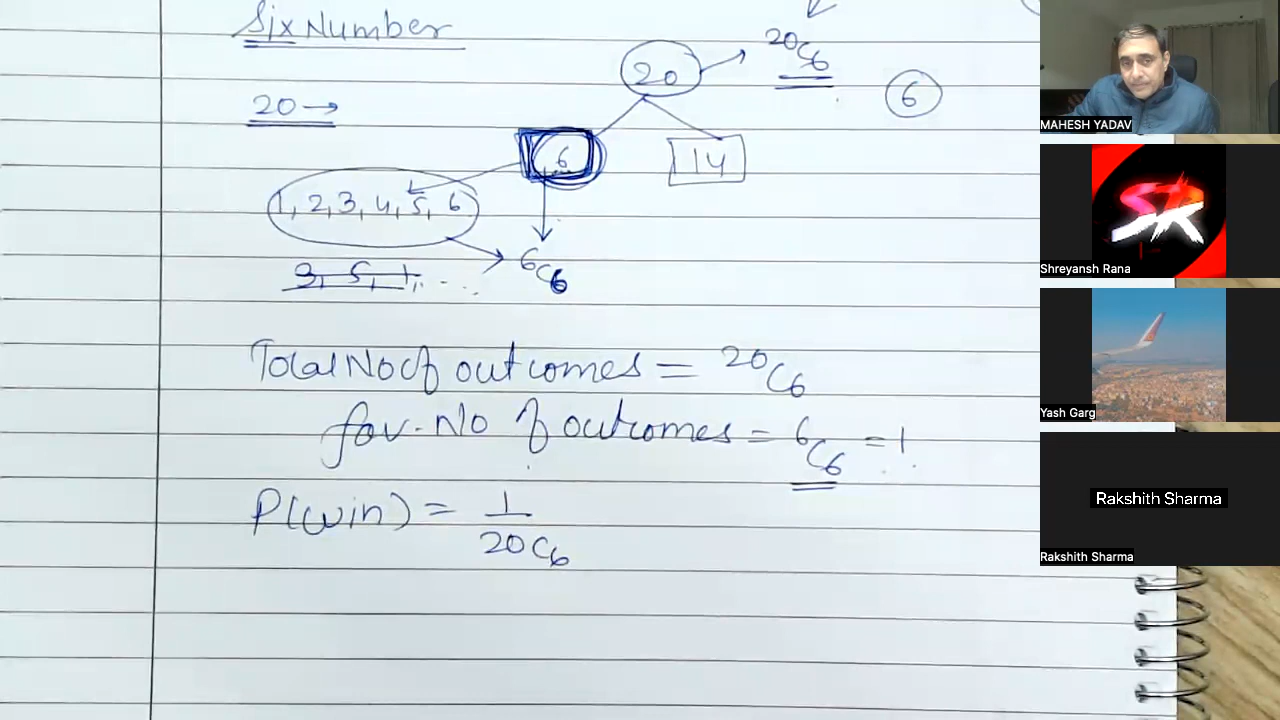 Six Number
20 → 20C6
20 → 6
6 14
1, 2, 3, 4, 5, 6
3, 5, 1, ... 6C6
Total No of outcomes = 20C6
fav. No of outcomes = 6C6 = 1
P(win) = 1
20C6
MAHESH YADAV
SR
Shreyansh Rana
Yash Garg
Rakshith Sharma
Rakshith Sharma